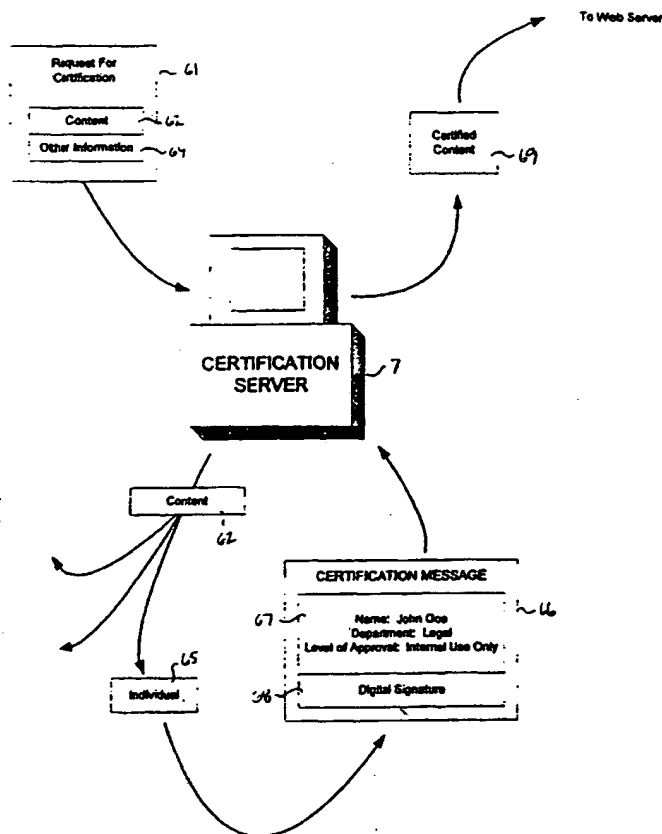 To Web Server
Request For
Certification
61
Content
62
Other Information
64
Certified
Content
69
CERTIFICATION
SERVER
7
Content
62
CERTIFICATION MESSAGE
66
67
Name: John Doe
Department: Legal
Level of Approval: Internal Use Only
68
Digital Signature
65
Individual